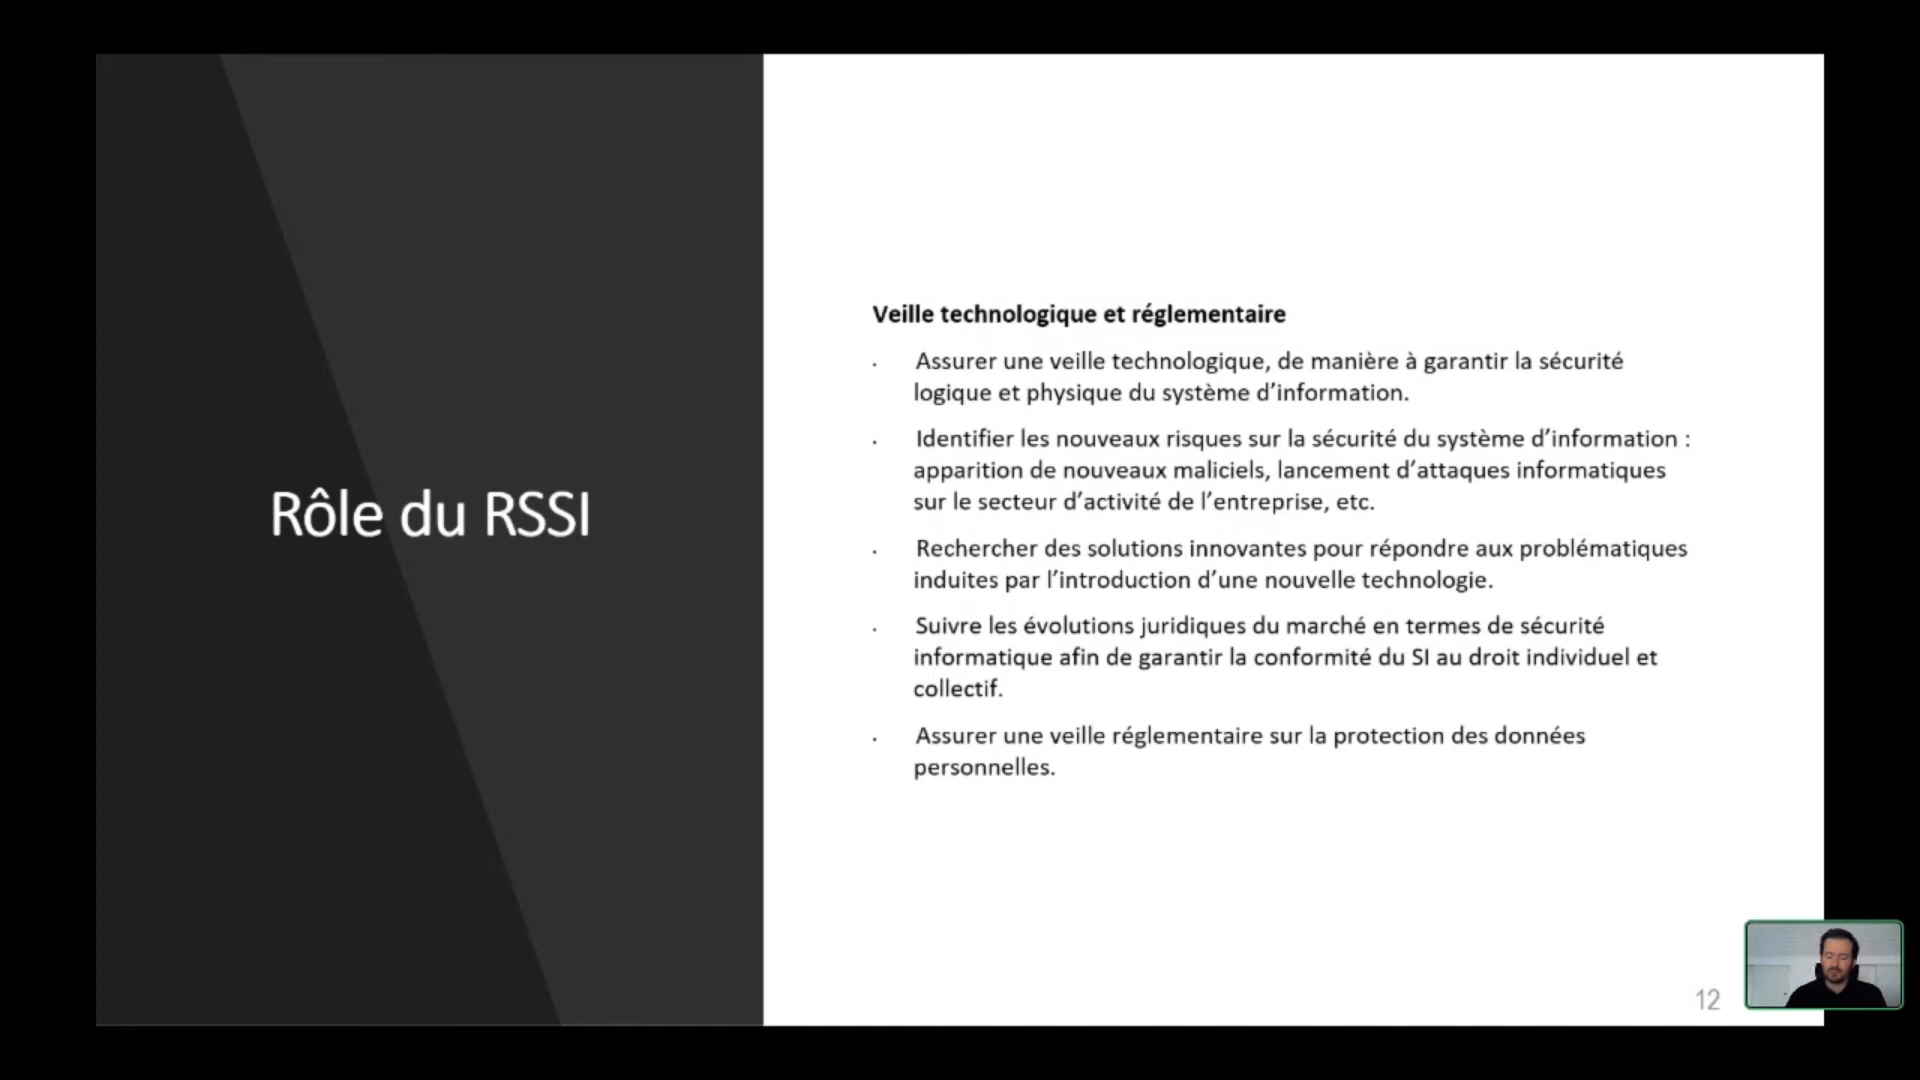 Rôle du RSSI
Veille technologique et réglementaire
· Assurer une veille technologique, de manière à garantir la sécurité
logique et physique du système d’information.
· Identifier les nouveaux risques sur la sécurité du système d’information :
apparition de nouveaux maliciels, lancement d’attaques informatiques
sur le secteur d’activité de l’entreprise, etc.
· Rechercher des solutions innovantes pour répondre aux problématiques
induites par l’introduction d’une nouvelle technologie.
· Suivre les évolutions juridiques du marché en termes de sécurité
informatique afin de garantir la conformité du SI au droit individuel et
collectif.
· Assurer une veille réglementaire sur la protection des données
personnelles.
12